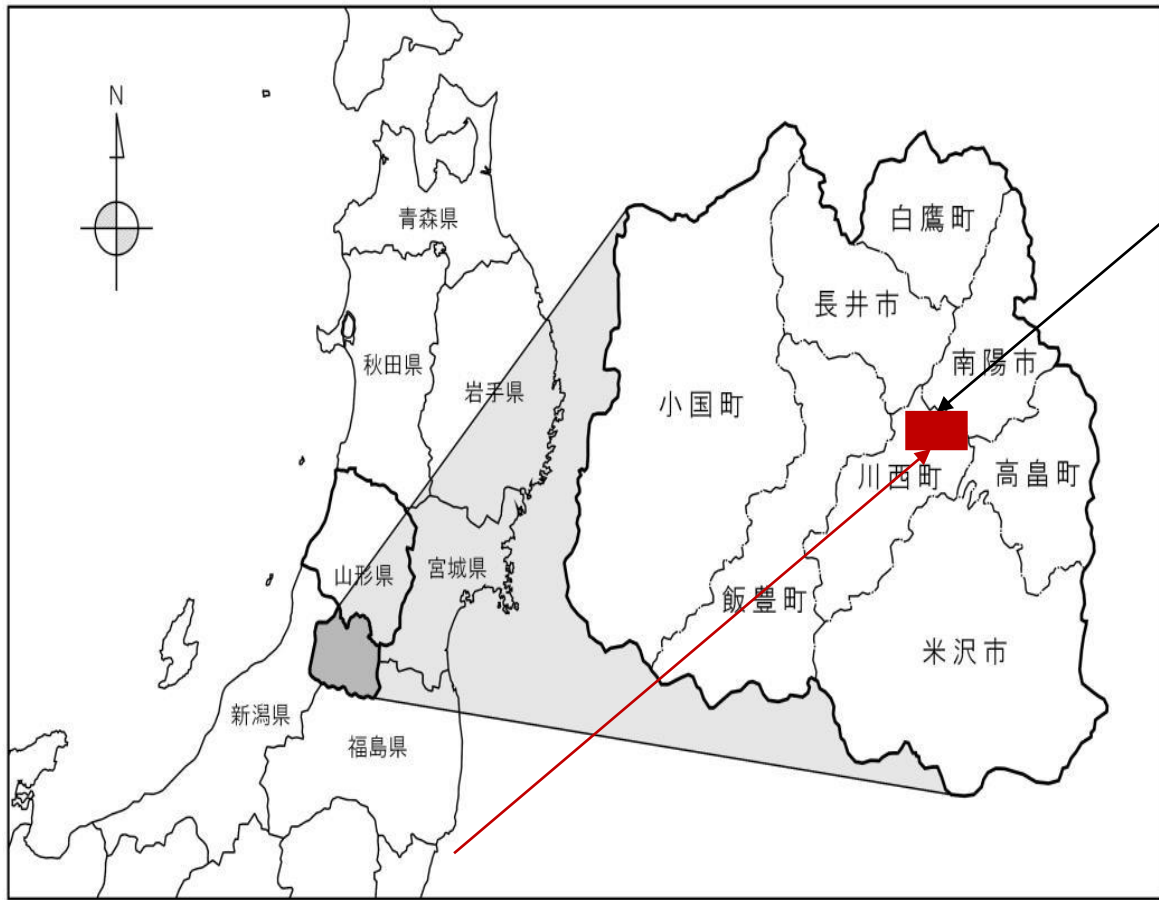 N
青森県
秋田県
岩手県
山形県
宮城県
新潟県
福島県
白鷹町
長井市
南陽市
小国町
川西町
高畠町
飯豊町
米沢市